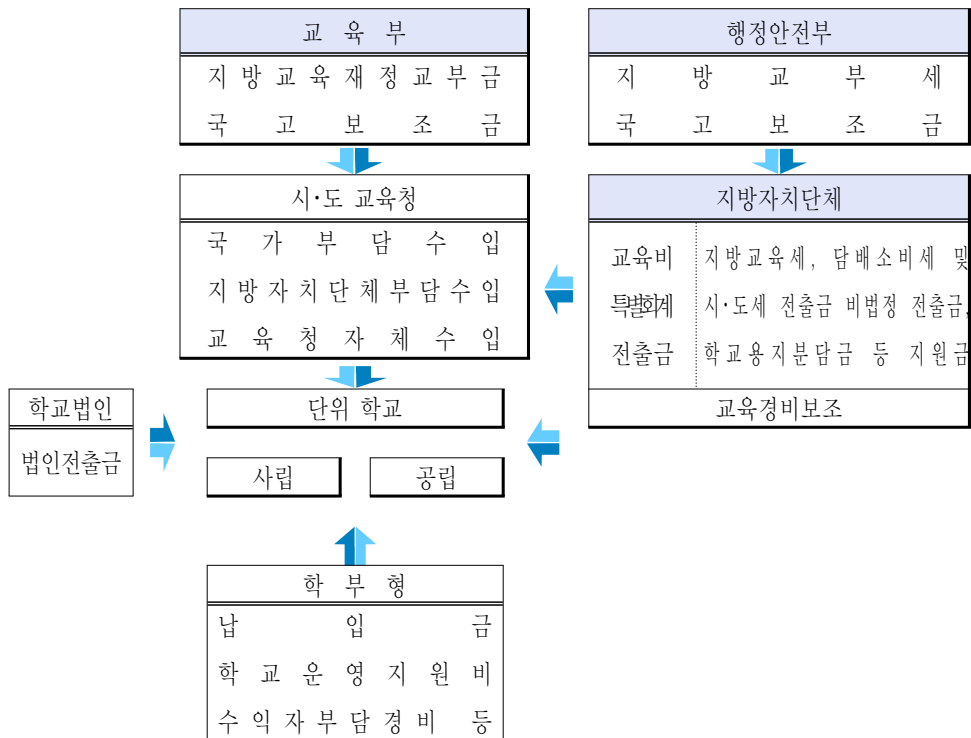 교 육 부
지 방 교 육 재 정 교 부 금
국 고 보 조 금
행정안전부
지 방 교 부 세
국 고 보 조 금
시·도 교육청
국 가 부 담 수 입
지 방 자 치 단 체 부 담 수 입
교 육 청 자 체 수 입
지방자치단체
교육비 지방교육세, 담배소비세 및
특별회계 시·도세 전출금 비법정 전출금,
전출금 학교용지분담금 등 지원금
교육경비보조
학교법인
법인전출금
단위 학교
사립
공립
학 부 형
납 입 금
학 교 운 영 지 원 비
수 익 자 부 담 경 비 등